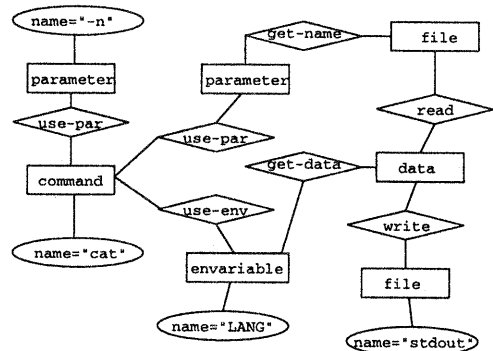 name="-n"
get-name
file
parameter
parameter
use-par
use-par
read
command
get-data
data
use-env
write
name="cat"
envariable
file
name="LANG"
name="stdout"